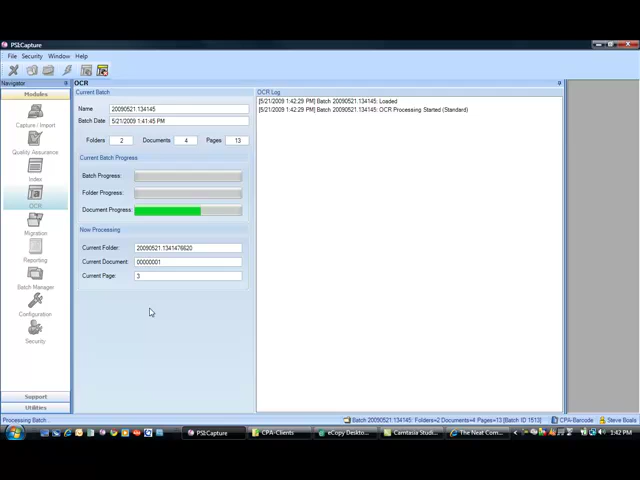 PSI:Capture
File Security Window Help
Navigator
Modules
Capture / Import
Quality Assurance
Index
OCR
Migration
Reporting
Batch Manager
Configuration
Security
Support
Utilities
OCR
Current Batch
Name 20090521.134145
Batch Date 5/21/2009 1:41:45 PM
Folders 2 Documents 4 Pages 13
Current Batch Progress
Batch Progress:
Folder Progress:
Document Progress:
Now Processing
Current Folder: 20090521.1341476620
Current Document: 00000001
Current Page: 3
OCR Log
[5/21/2009 1:42:29 PM] Batch 20090521.134145: Loaded
[5/21/2009 1:42:29 PM] Batch 20090521.134145: OCR Processing Started (Standard)
Processing Batch...
Batch 20090521.134145: Folders=2 Documents=4 Pages=13 [Batch ID 1513] CPA-Barcode Steve Boals
PSI:Capture CPA-Clients eCopy Deskto... Camtasia Studi... The Neat Com... 1:42 PM